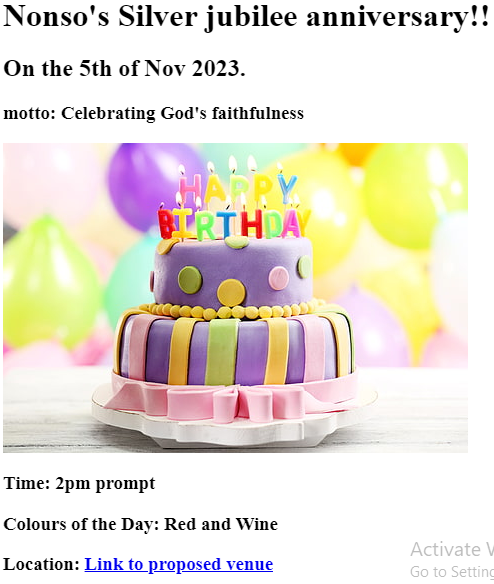 Nonso's Silver jubilee anniversary!!
On the 5th of Nov 2023.
motto: Celebrating God's faithfulness
HAPPY
BIRTHDAY
Time: 2pm prompt
Colours of the Day: Red and Wine
Location: Link to proposed venue
Activate
Go to Setting